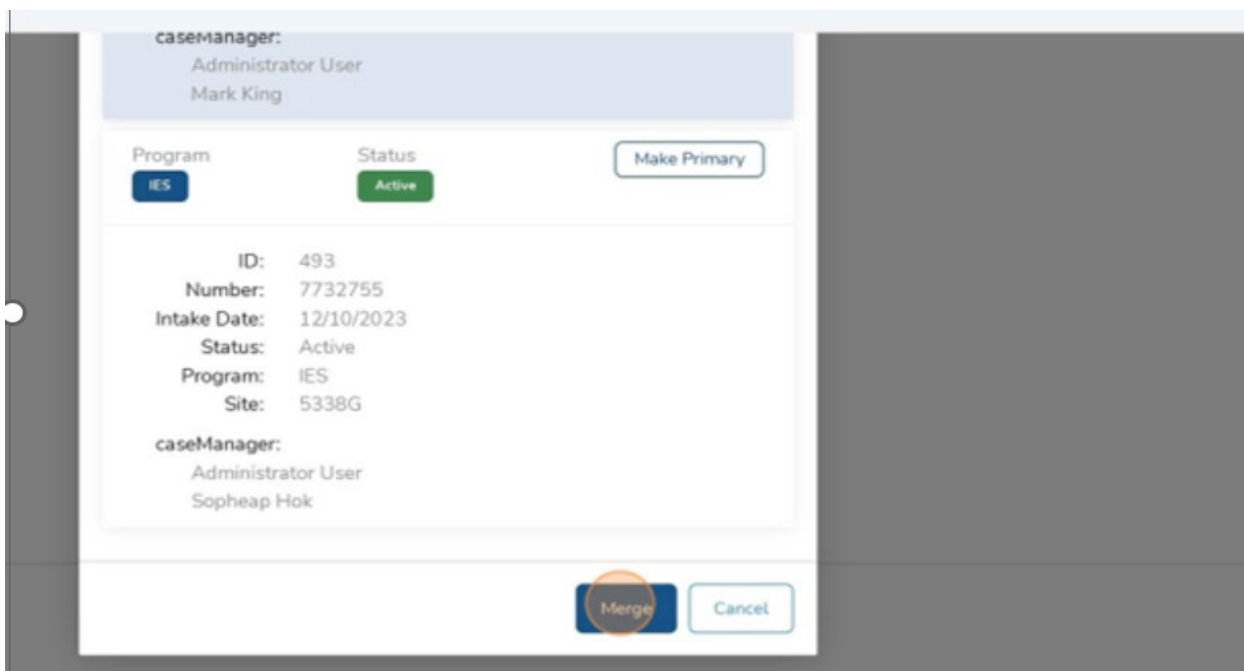 caseManager:
Administrator User
Mark King
Program Status Make Primary
IES Active
ID: 493
Number: 7732755
Intake Date: 12/10/2023
Status: Active
Program: IES
Site: 5338G
caseManager:
Administrator User
Sopheap Hok
Merge Cancel